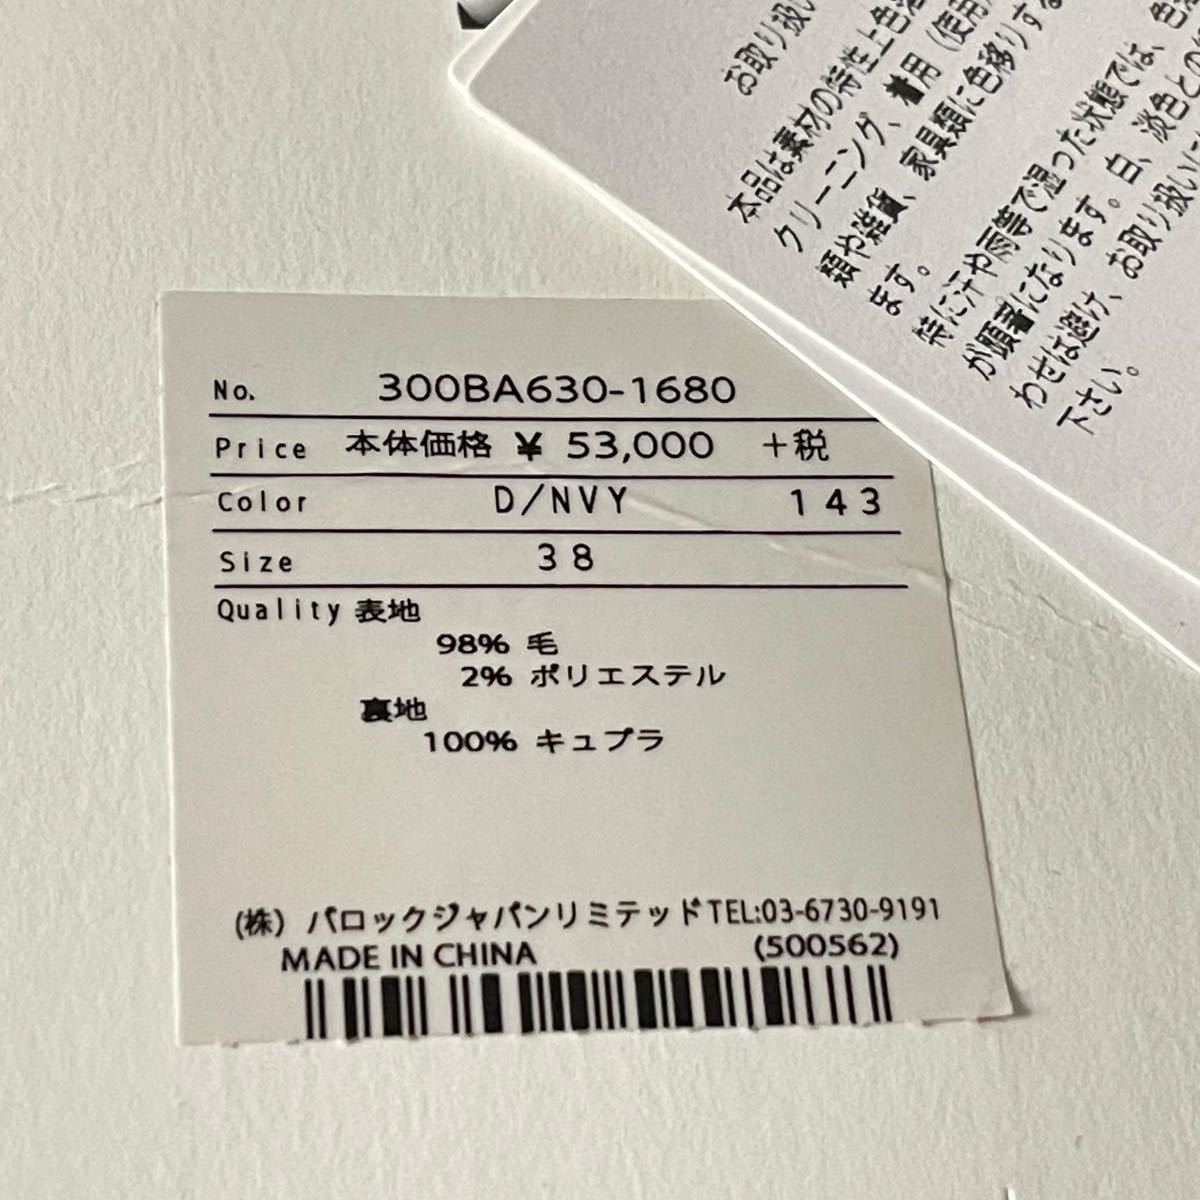 お取り扱い
本品は素材の特性上色
クリーニング、着用(使用
類や雑貨、家具類に色移りする
ます。
特に汗や雨等で湿った状態では、色
が顕著になります。白、淡色との
わせは避け、お取り扱いに
下さい。
No. 300BA630-1680
Price 本体価格 ¥ 53,000 +税
Color D/NVY 143
Size 38
Quality 表地
98% 毛
2% ポリエステル
裏地
100% キュプラ
(株) バロックジャパンリミテッドTEL:03-6730-9191
MADE IN CHINA (500562)